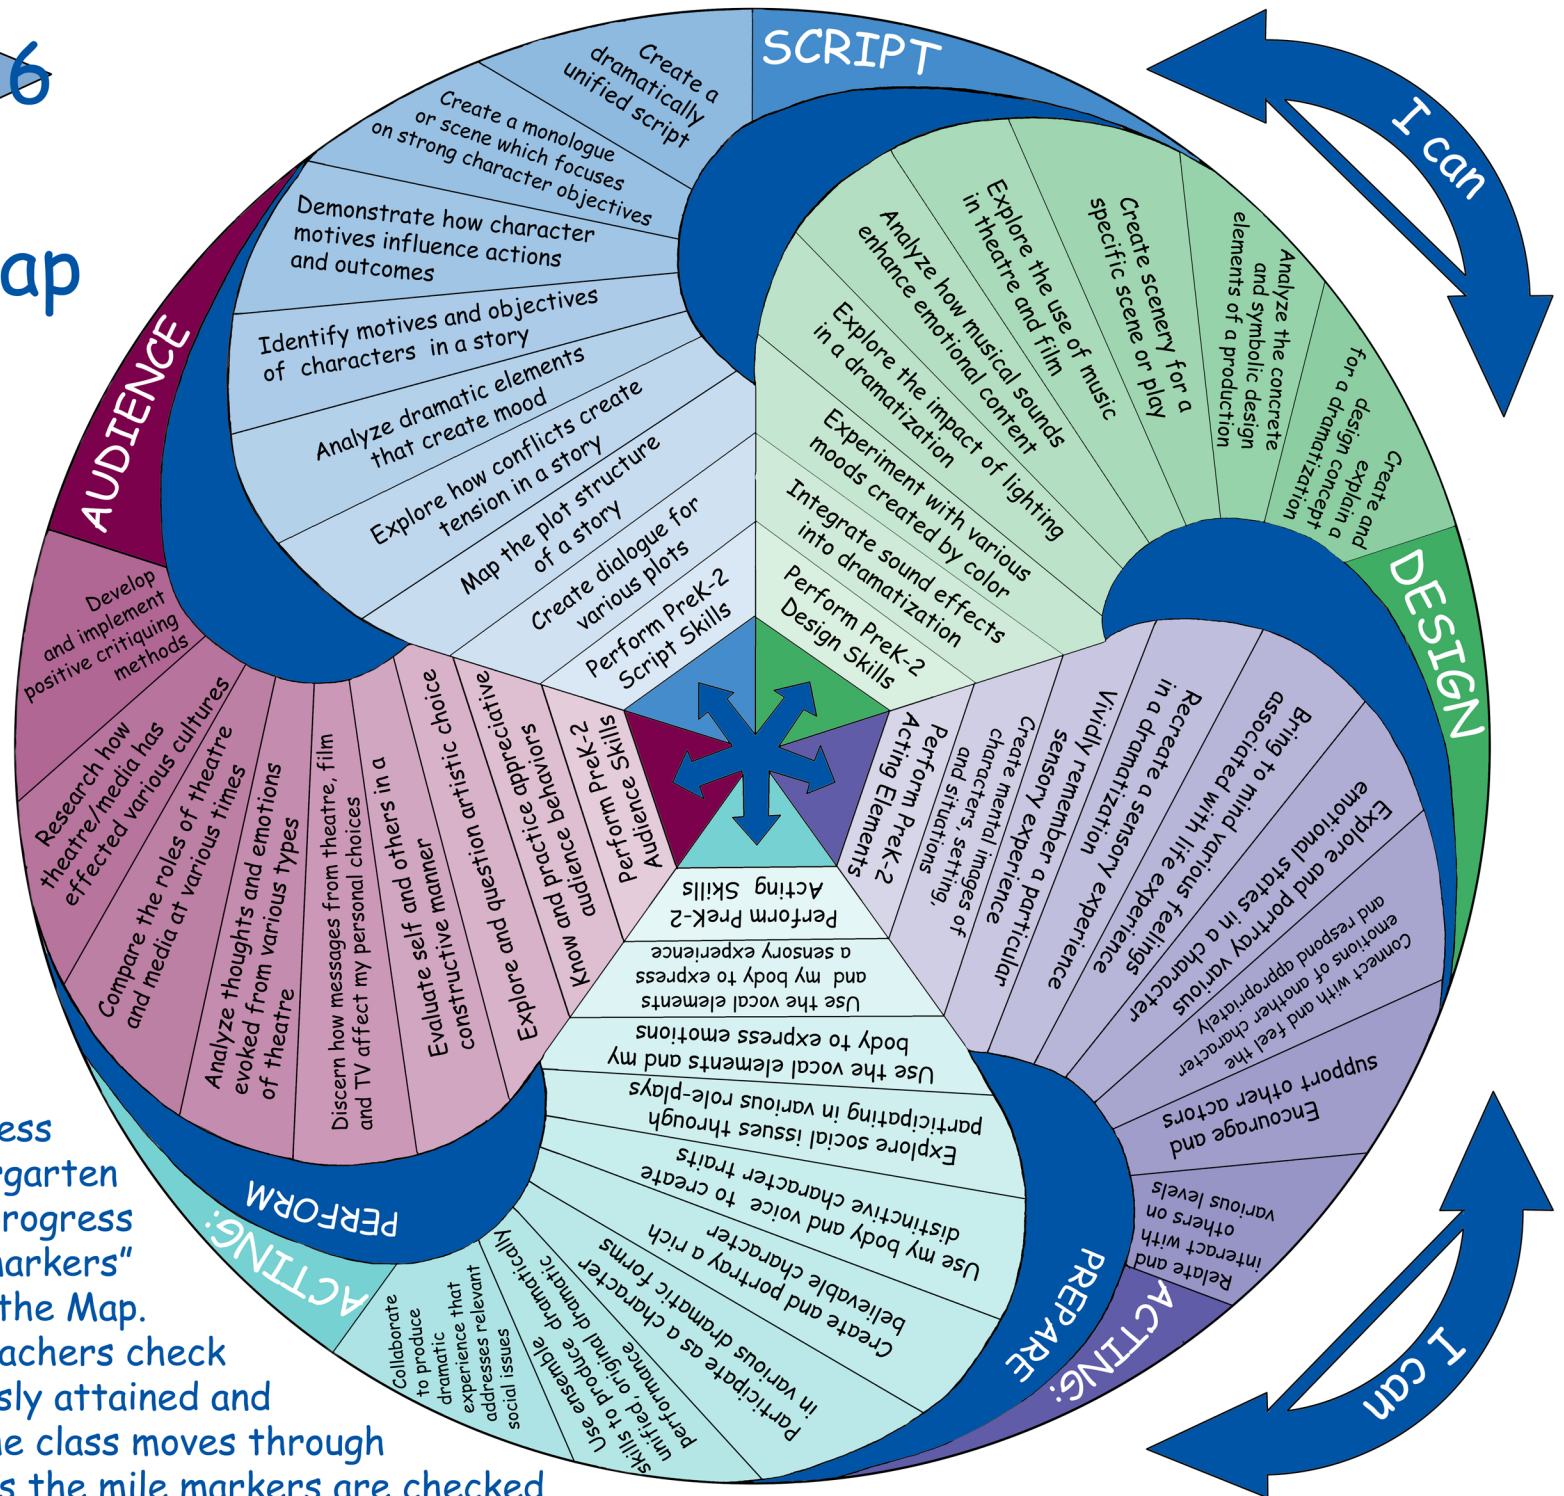 6
ap
SCRIPT
Create a
dramatically
unified script
Create a monologue
or scene which focuses
on strong character objectives
Demonstrate how character
motives influence actions
and outcomes
Identify motives and objectives
of characters in a story
Analyze dramatic elements
that create mood
Explore how conflicts create
tension in a story
Map the plot structure
of a story
Create dialogue for
various plots
Perform PreK-2
Script Skills
DESIGN
Perform PreK-2
Design Skills
Integrate sound effects
into dramatization
Experiment with various
moods created by color
Explore the impact of lighting
in a dramatization
Analyze how musical sounds
enhance emotional content
Explore the use of music
in theatre and film
Create scenery for a
specific scene or play
Analyze the concrete
and symbolic design
elements of a production
Create and
explain a
design concept
for a dramatization
ACTING:
PREPARE
Perform PreK-2
Acting Elements
Create mental images of
characters, setting,
and situctions
Vividly remember a particular
sensory experience
Recreate a sensory experience
in a dramatization
Bring to mind various feelings
associated with life experience
Explore and portray various
emotional states in a character
Connect with and feel the
emotions of another character
and respond appropriately
Encourage and
support other actors
Relate and
interact with
others on
various levels
ACTING:
PERFORM
Perform PreK-2
Acting Skills
Use the vocal elements
and my body to express
a sensory experience
Use the vocal elements and my
body to express emotions
Explore social issues through
participating in various role-plays
Use my body and voice to create
distinctive character traits
Create and portray a rich
believable character
Participate as a character
in various dramatic forms
Use ensemble
skills to produce dramatically
unified, original dramatic
performance
Collaborate
to produce
dramatic
experience that
addresses relevant
social issues
AUDIENCE
Perform PreK-2
Audience Skills
Know and practice appreciative
audience behaviors
Explore and question artistic choice
Evaluate self and others in a
constructive manner
Discern how messages from theatre, film
and TV affect my personal choices
Analyze thoughts and emotions
evoked from various types
of theatre
Compare the roles of theatre
and media at various times
Research how
theatre/media has
effected various cultures
Develop
and implement
positive critiquing
methods
I can
I can
ess
rgarten
rogress
arkers"
the Map.
achers check
sly attained and
e class moves through
s the mile markers are checked